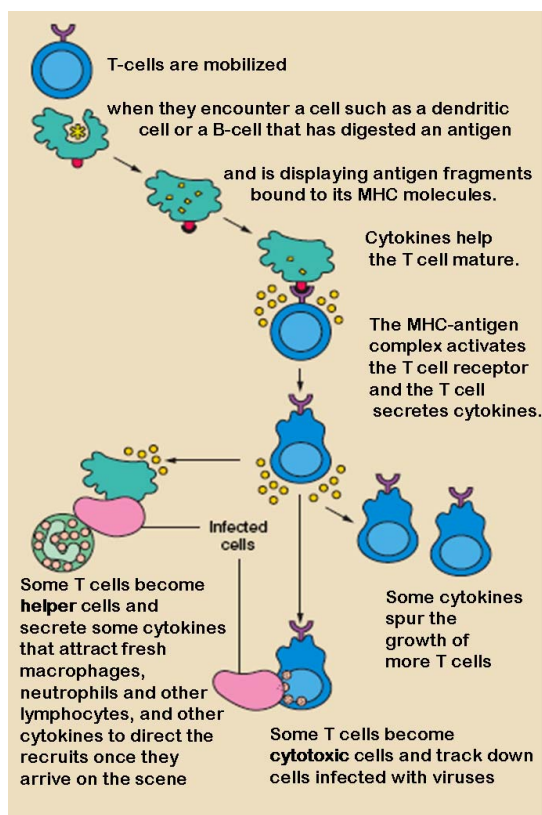 T-cells are mobilized
when they encounter a cell such as a dendritic
cell or a B-cell that has digested an antigen
and is displaying antigen fragments
bound to its MHC molecules.
Cytokines help
the T cell mature.
The MHC-antigen
complex activates
the T cell receptor
and the T cell
secretes cytokines.
Infected
cells
Some T cells become
helper cells and
secrete some cytokines
that attract fresh
macrophages,
neutrophils and other
lymphocytes, and other
cytokines to direct the
recruits once they
arrive on the scene
Some cytokines
spur the
growth of
more T cells
Some T cells become
cytotoxic cells and track down
cells infected with viruses